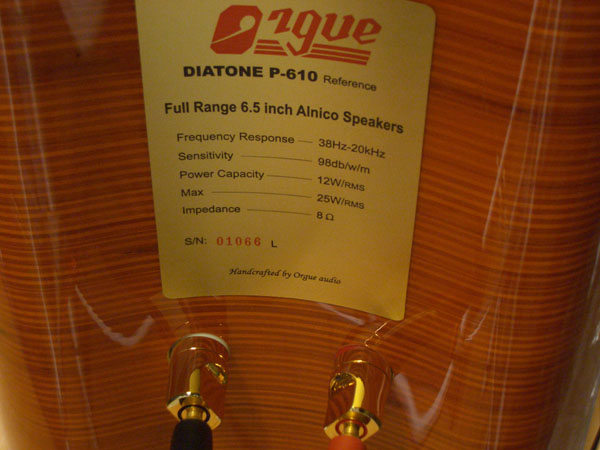 Orgue
DIATONE P-610 Reference
Full Range 6.5 inch Alnico Speakers
Frequency Response 38Hz-20kHz
Sensitivity 98db/w/m
Power Capacity 12W/RMS
Max 25W/RMS
Impedance 8 Ω
S/N: 01066 L
Handcrafted by Orgue audio